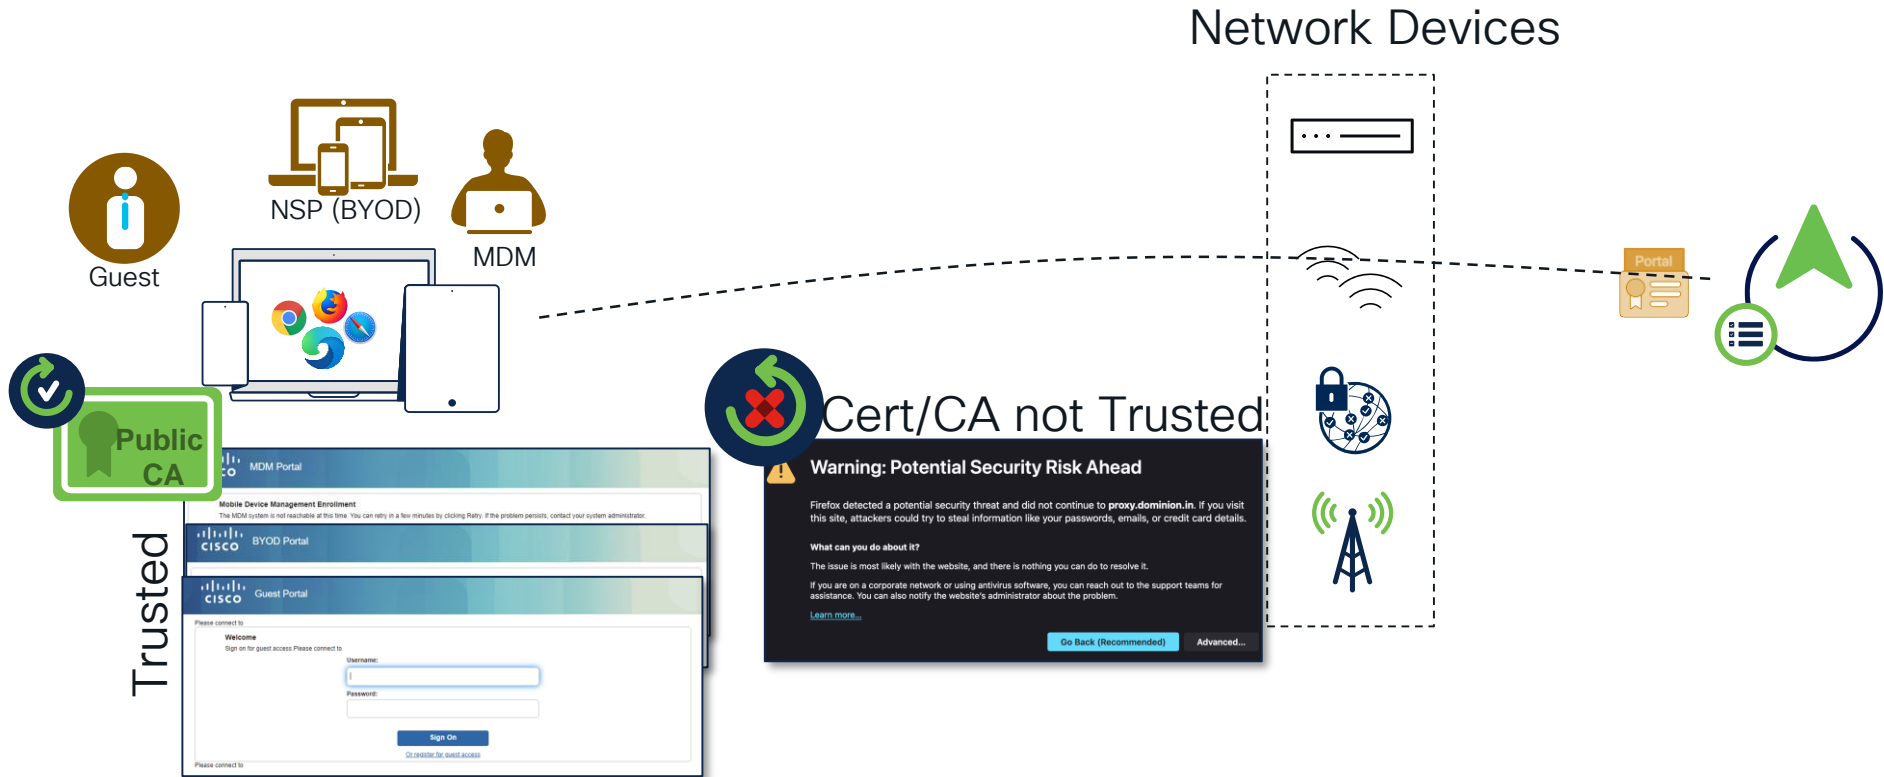 Network Devices
NSP (BYOD)
MDM
Guest
Portal
Public
CA
Trusted
MDM Portal
Mobile Device Management Enrollment
The MDM system is not reachable at this time. You can retry in a few minutes by clicking Retry. If the problem persists, contact your system administrator.
CISCO
BYOD Portal
CISCO
Guest Portal
Please connect to
Welcome
Sign on for guest access.Please connect to
Username:
Password:
Sign On
Or register for guest access
Please connect to
Cert/CA not Trusted
Warning: Potential Security Risk Ahead
Firefox detected a potential security threat and did not continue to proxy.dominion.in. If you visit
this site, attackers could try to steal information like your passwords, emails, or credit card details.
What can you do about it?
The issue is most likely with the website, and there is nothing you can do to resolve it.
If you are on a corporate network or using antivirus software, you can reach out to the support teams for
assistance. You can also notify the website's administrator about the problem.
Learn more...
Go Back (Recommended)
Advanced...